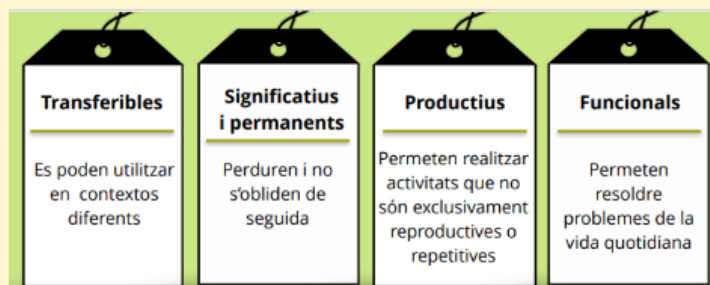 Transferibles
Es poden utilitzar
en contextos
diferents
Significatius
i permanents
Perduren i no
s'obliden de
seguida
Productius
Permeten realitzar
activitats que no
són exclusivament
reproductives o
repetitives
Funcionals
Permeten
resoldre
problemes de la
vida quotidiana